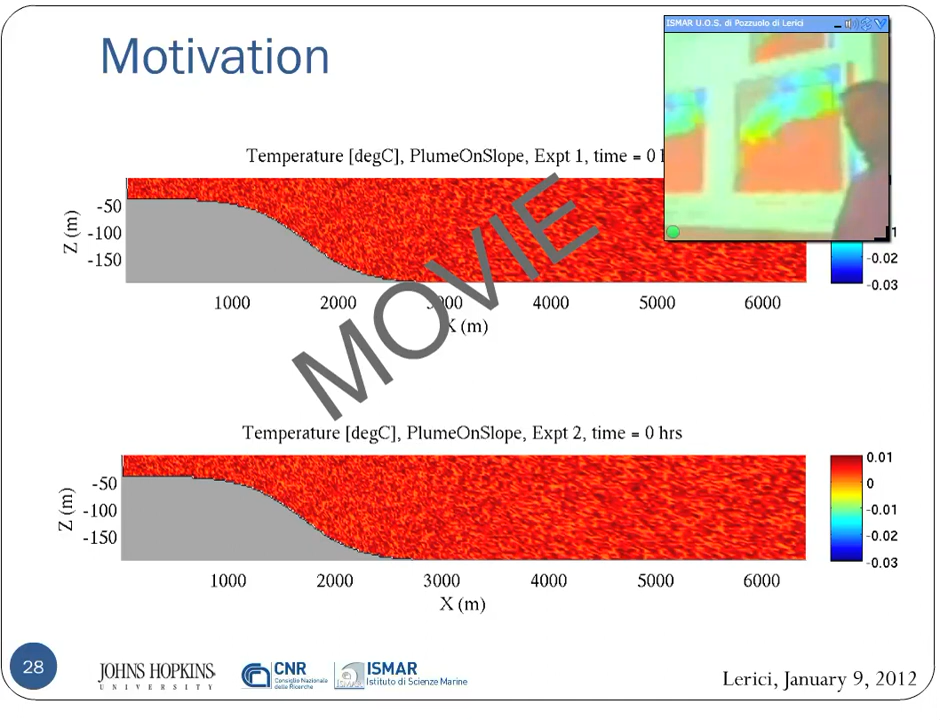 Motivation
ISMAR U.O.S. di Pozzuolo di Lerici
Temperature [degC], PlumeOnSlope, Expt 1, time = 0
Z (m)
-50
-100
-150
1000 2000 3000 4000 5000 6000
X (m)
-0.02
-0.03
MOVIE
Temperature [degC], PlumeOnSlope, Expt 2, time = 0 hrs
Z (m)
-50
-100
-150
1000 2000 3000 4000 5000 6000
X (m)
0.01
0
-0.01
-0.02
-0.03
28
JOHNS HOPKINS
UNIVERSITY
CNR
Consiglio Nazionale
delle Ricerche
ISMAR
ISMAR
Istituto di Scienze Marine
Lerici, January 9, 2012